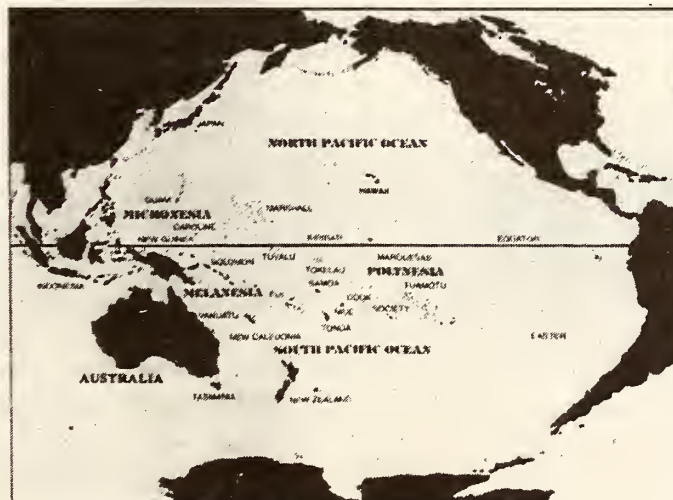 JAPAN
NORTH PACIFIC OCEAN
HAWAII
GUAM
MARSHALL
MICRONESIA
CAROLINE
NEW GUINEA
KIRIBATI
EQUATOR
SOLOMON
TUVALU
MARQUESAS
TOKELAU
POLYNESIA
INDONESIA
SAMOA
TUAMOTU
MELANESIA
FIJI
COOK
VANUATU
NIUE
SOCIETY
TONGA
NEW CALEDONIA
EASTER
SOUTH PACIFIC OCEAN
AUSTRALIA
TASMANIA
NEW ZEALAND